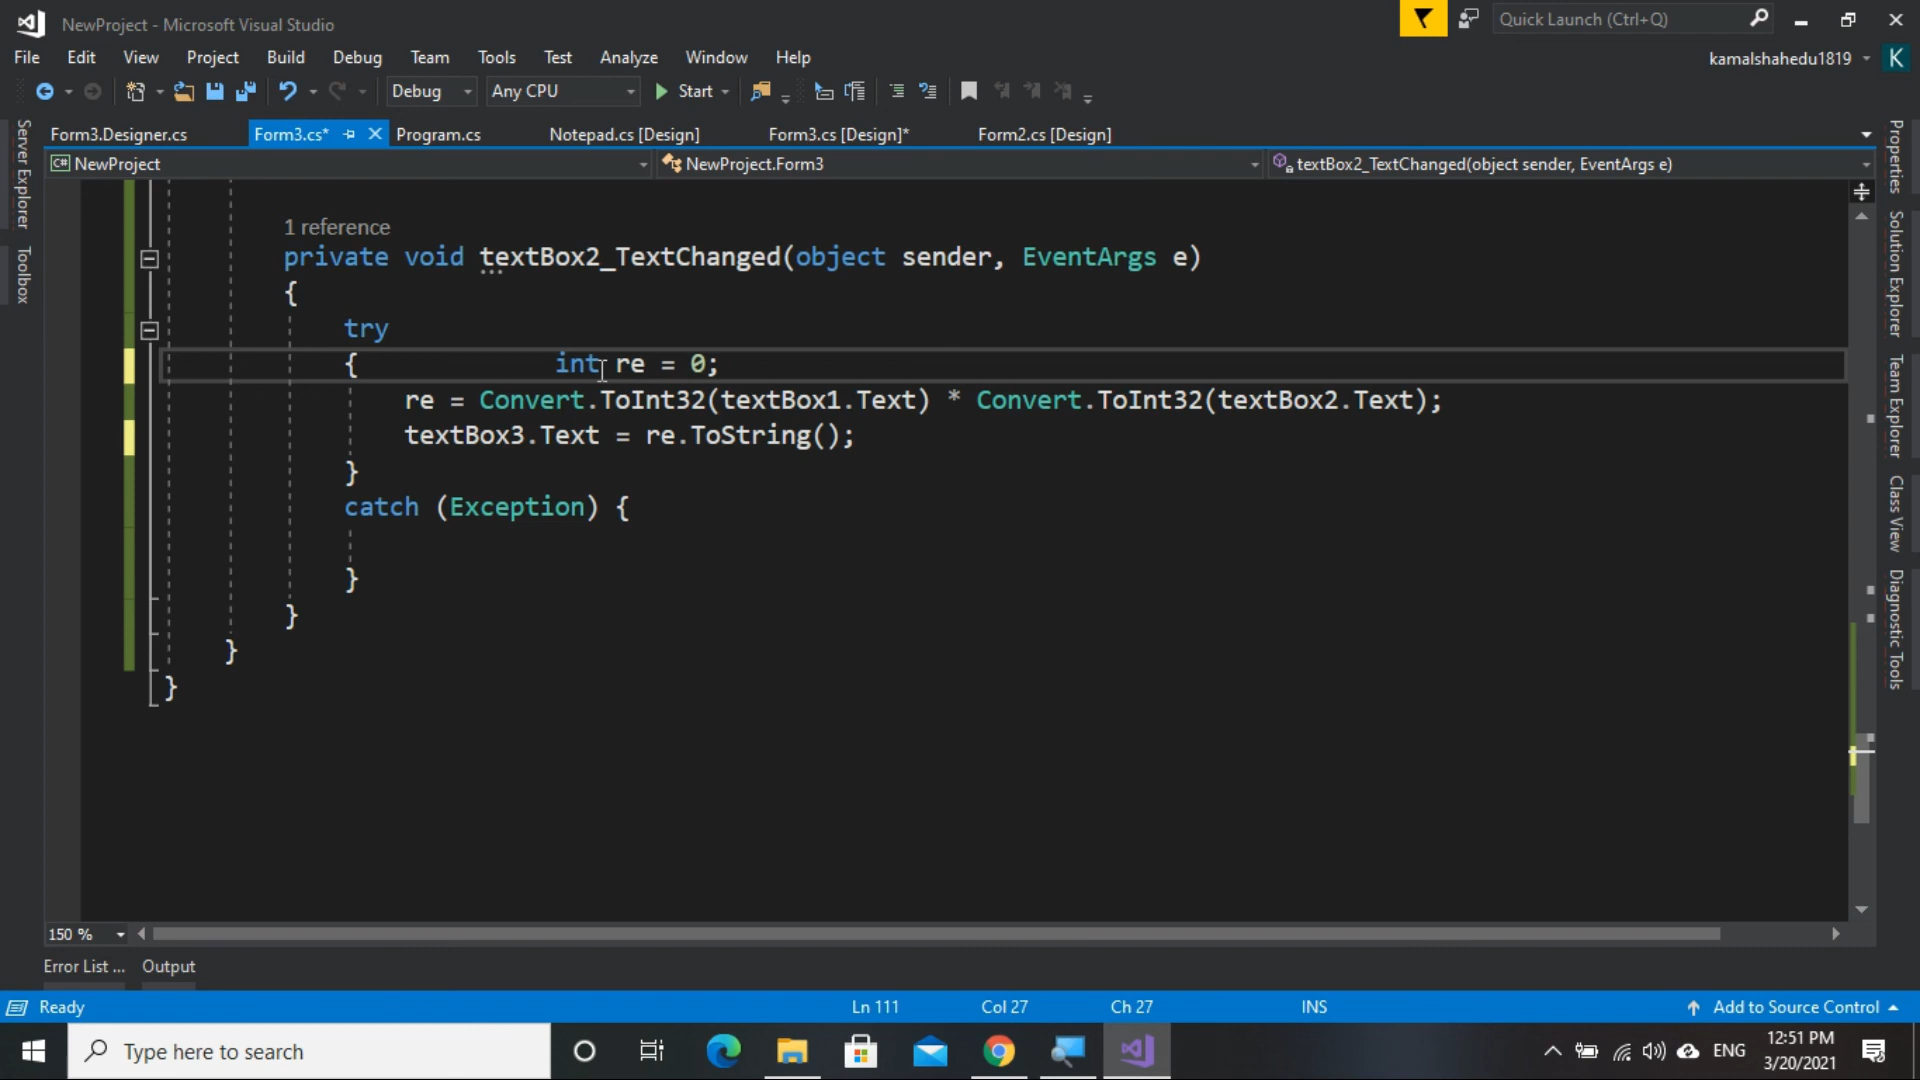 NewProject - Microsoft Visual Studio
Quick Launch (Ctrl+Q)
File Edit View Project Build Debug Team Tools Test Analyze Window Help
kamalshahedu1819 K
Debug Any CPU Start
Form3.Designer.cs Form3.cs* Program.cs Notepad.cs [Design] Form3.cs [Design]* Form2.cs [Design]
C# NewProject NewProject.Form3 textBox2_TextChanged(object sender, EventArgs e)
Server Explorer
Toolbox
1 reference
private void textBox2_TextChanged(object sender, EventArgs e)
{
try
{ int re = 0;
re = Convert.ToInt32(textBox1.Text) * Convert.ToInt32(textBox2.Text);
textBox3.Text = re.ToString();
}
catch (Exception) {
}
}
}
}
Properties
Solution Explorer
Team Explorer
Class View
Diagnostic Tools
150 %
Error List ... Output
Ready Ln 111 Col 27 Ch 27 INS Add to Source Control
Type here to search
ENG
12:51 PM
3/20/2021